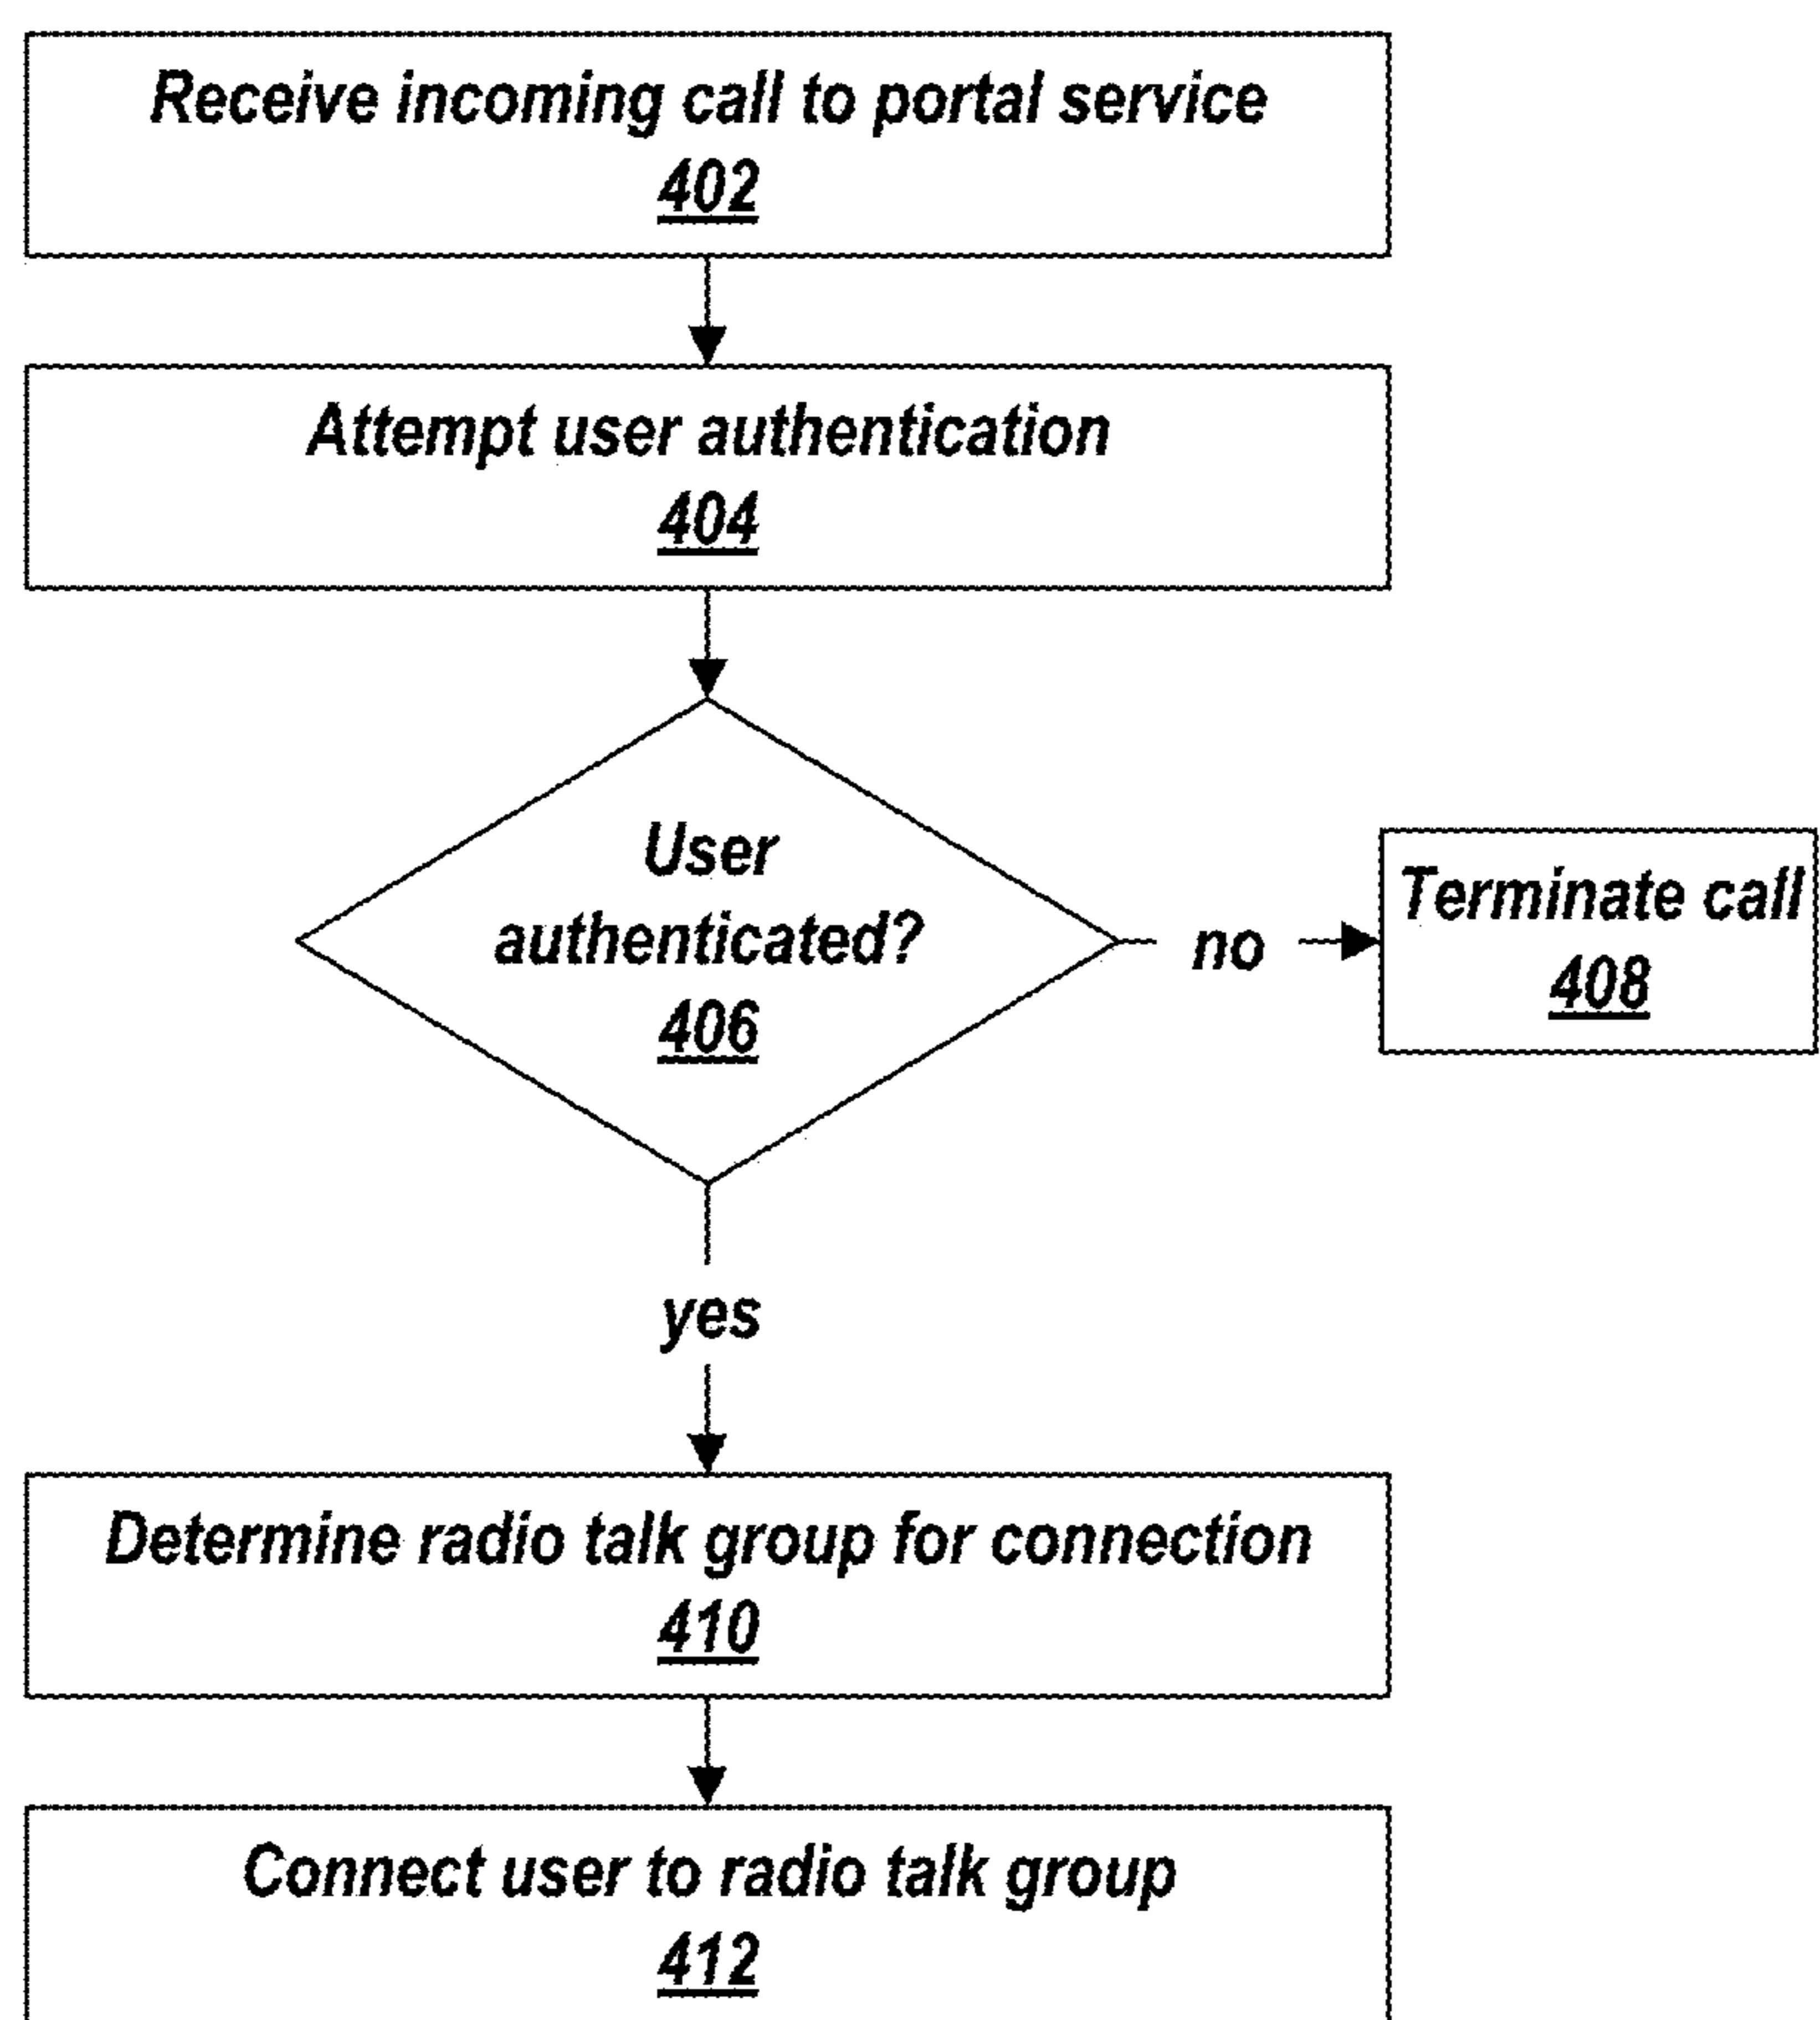 Receive incoming call to portal service
402
Attempt user authentication
404
User
authenticated?
406
no
Terminate call
408
yes
Determine radio talk group for connection
410
Connect user to radio talk group
412